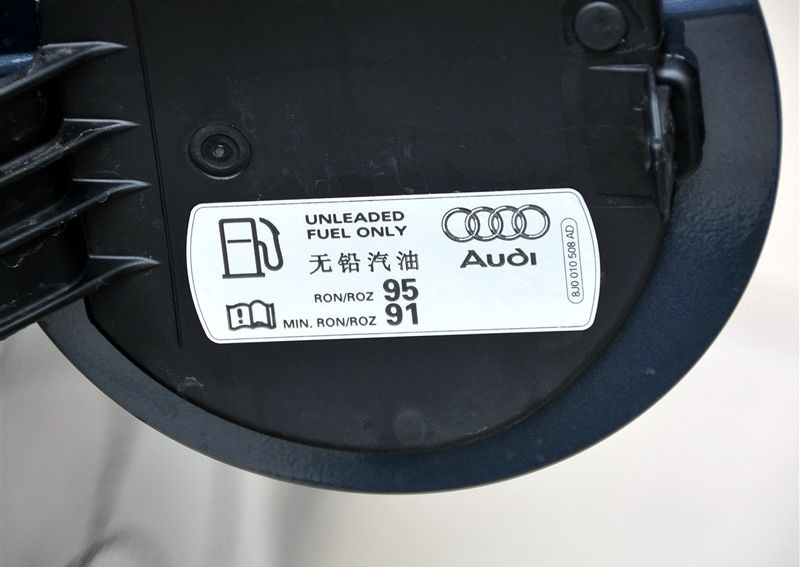 UNLEADED
FUEL ONLY
无铅汽油
RON/ROZ 95
MIN. RON/ROZ 91
Audi
8J0 010 508 AD